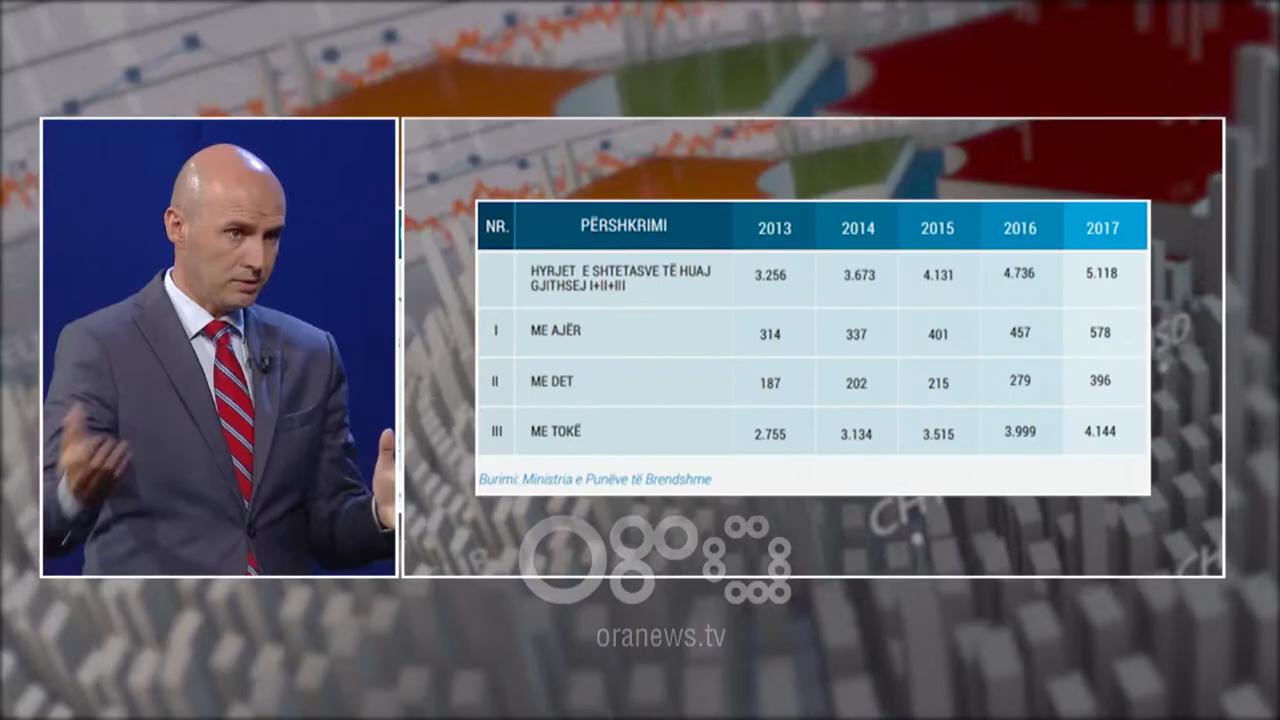 NR. PËRSHKRIMI 2013 2014 2015 2016 2017
HYRJET E SHTETASVE TË HUAJ
GJITHSEJ I+II+III 3.256 3.673 4.131 4.736 5.118
I ME AJËR 314 337 401 457 578
II ME DET 187 202 215 279 396
III ME TOKË 2.755 3.134 3.515 3.999 4.144
Burimi: Ministria e Punëve të Brendshme
oranews.tv